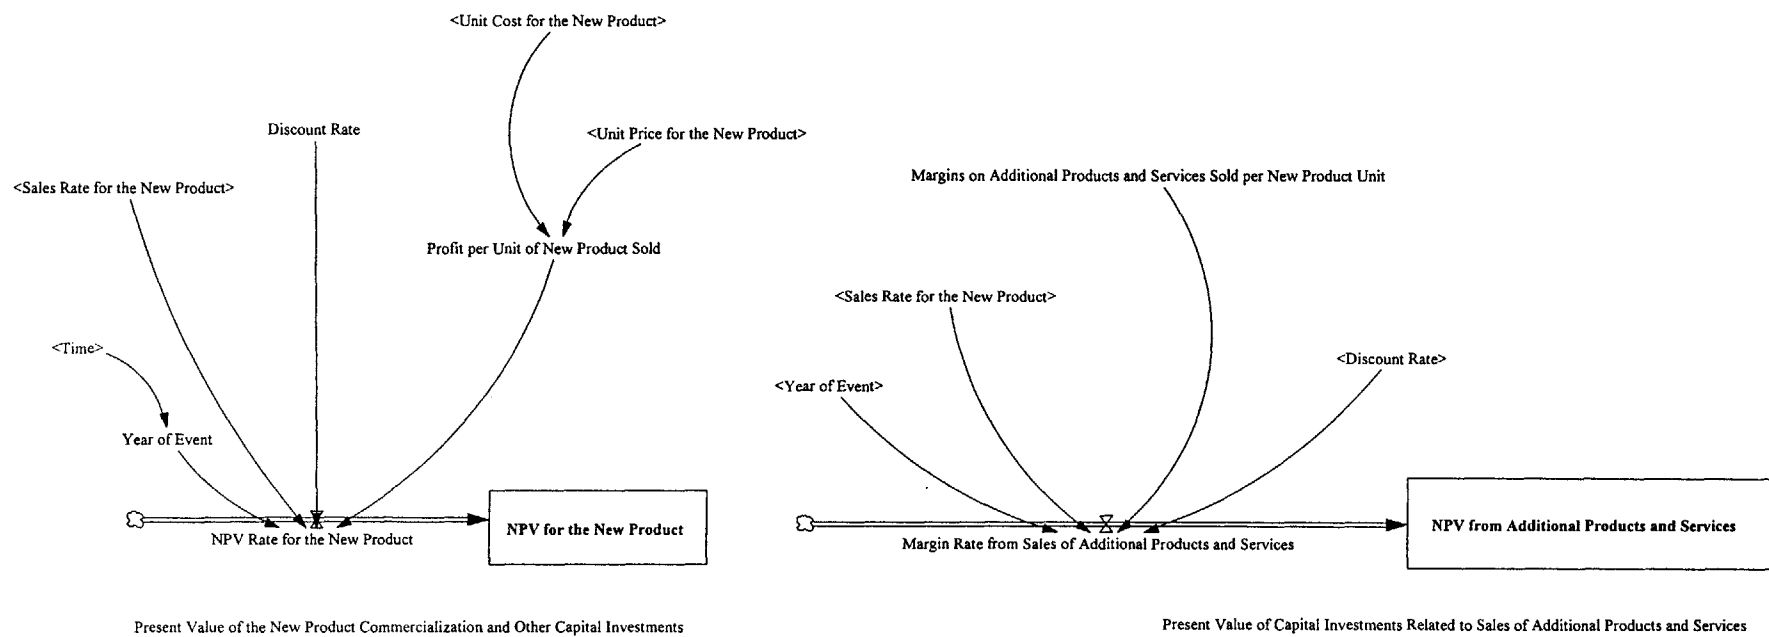 <Unit Cost for the New Product>
Discount Rate
<Unit Price for the New Product>
<Sales Rate for the New Product>
Profit per Unit of New Product Sold
<Time>
Year of Event
NPV Rate for the New Product
NPV for the New Product
Present Value of the New Product Commercialization and Other Capital Investments
Margins on Additional Products and Services Sold per New Product Unit
<Sales Rate for the New Product>
<Discount Rate>
<Year of Event>
Margin Rate from Sales of Additional Products and Services
NPV from Additional Products and Services
Present Value of Capital Investments Related to Sales of Additional Products and Services